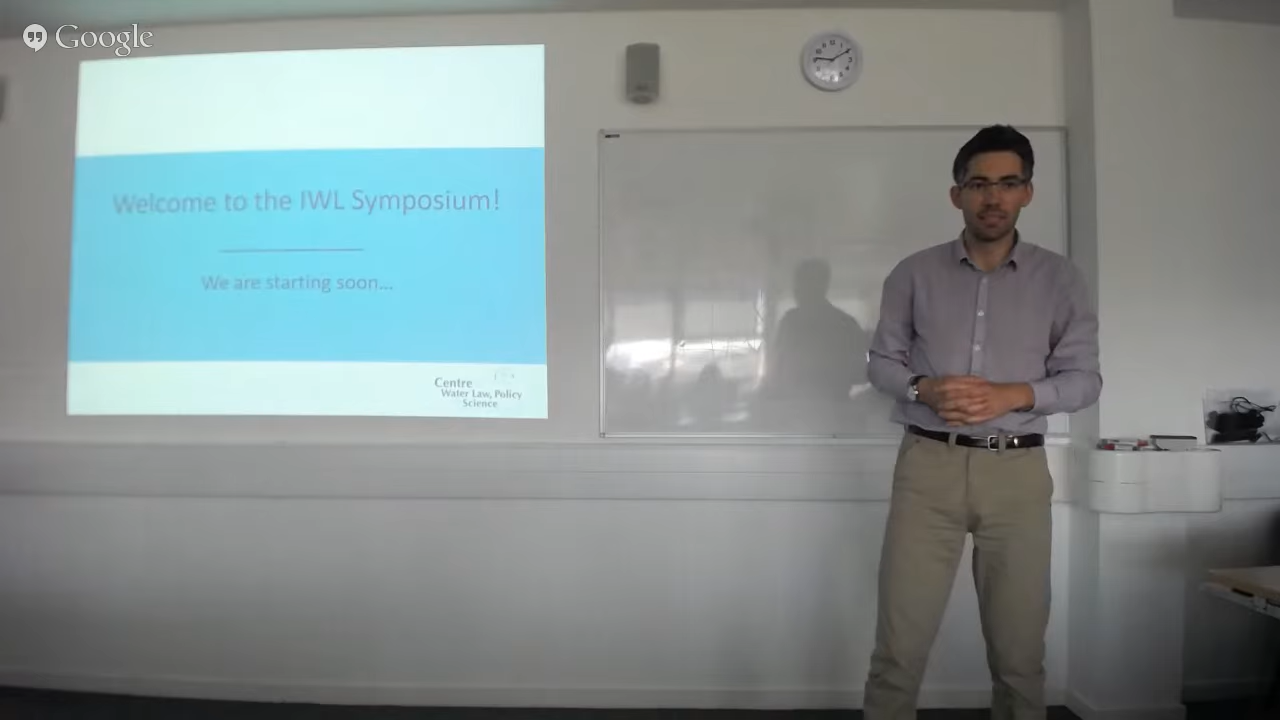 Google
Welcome to the IWL Symposium!
We are starting soon...
Centre
Water Law, Policy
Science